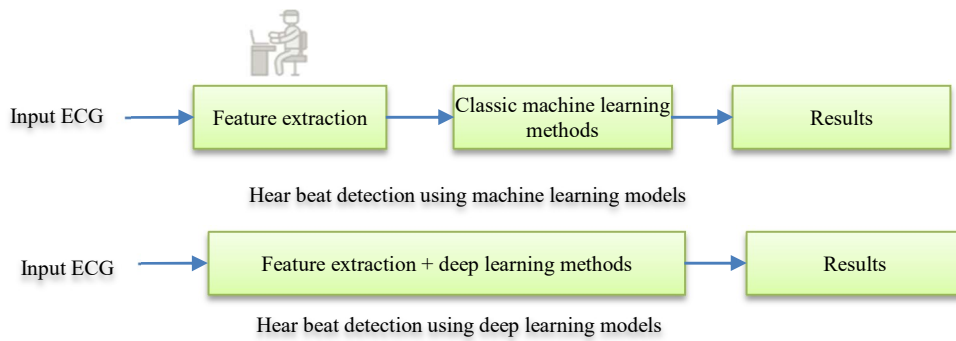 Input ECG
Feature extraction
Classic machine learning
methods
Results
Hear beat detection using machine learning models
Input ECG
Feature extraction + deep learning methods
Results
Hear beat detection using deep learning models